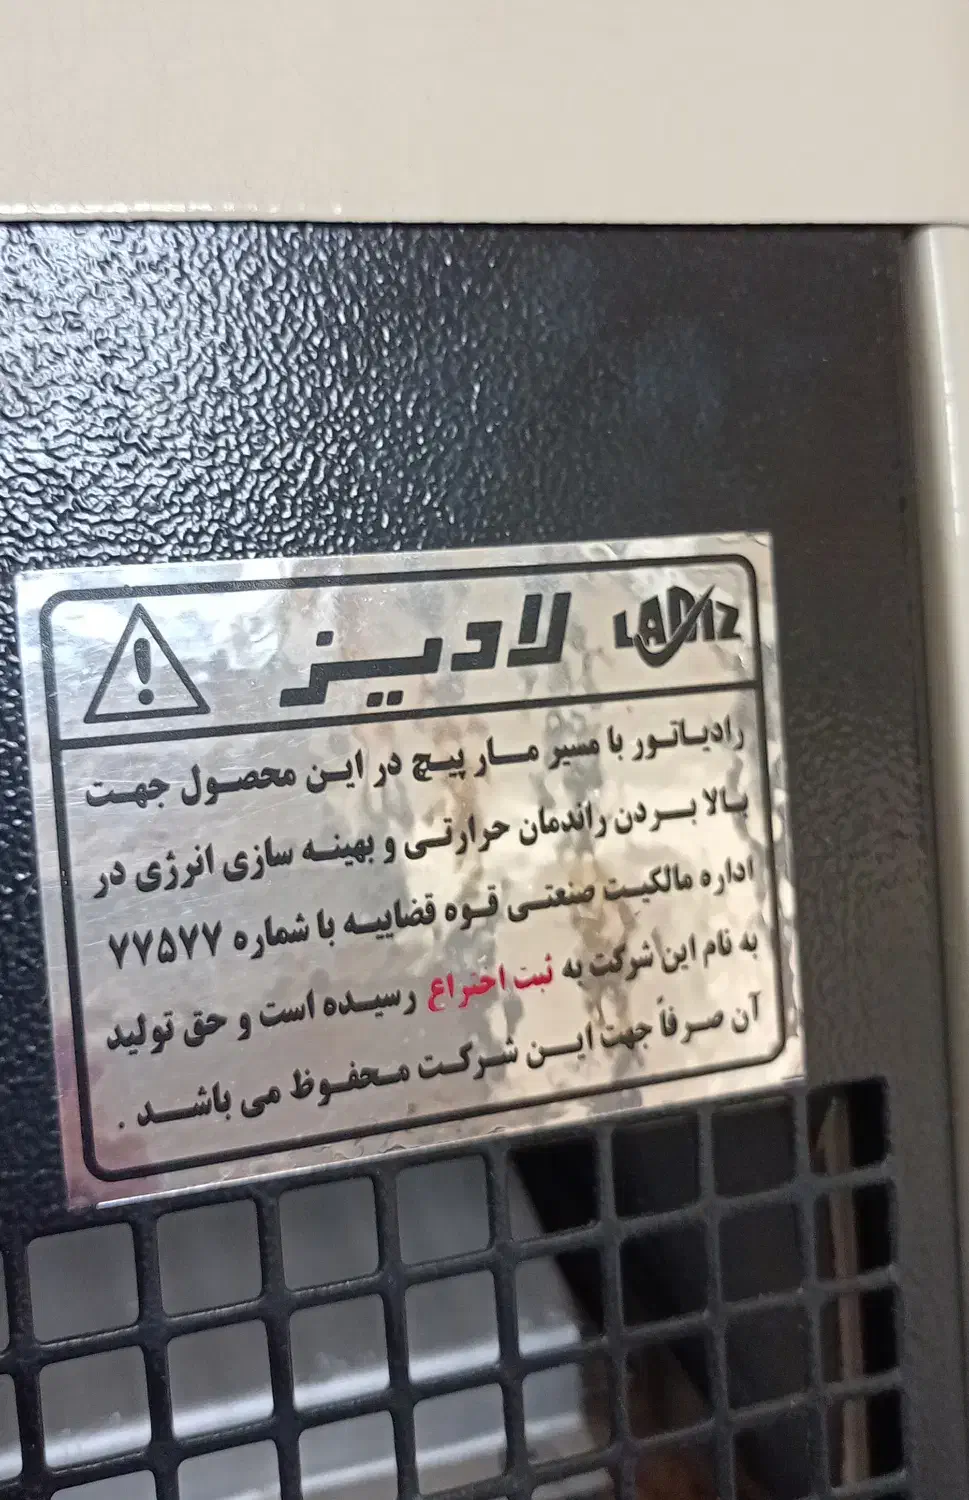 LADIZ لادیز
رادیاتور با مسیر مار پیچ در این محصول جهت
بالا بردن راندمان حرارتی و بهینه سازی انرژی در
اداره مالکیت صنعتی قوه قضاییه با شماره ۷۷۵۷۷
به نام این شرکت به ثبت اختراع رسیده است و حق تولید
آن صرفاً جهت این شرکت محفوظ می باشد .